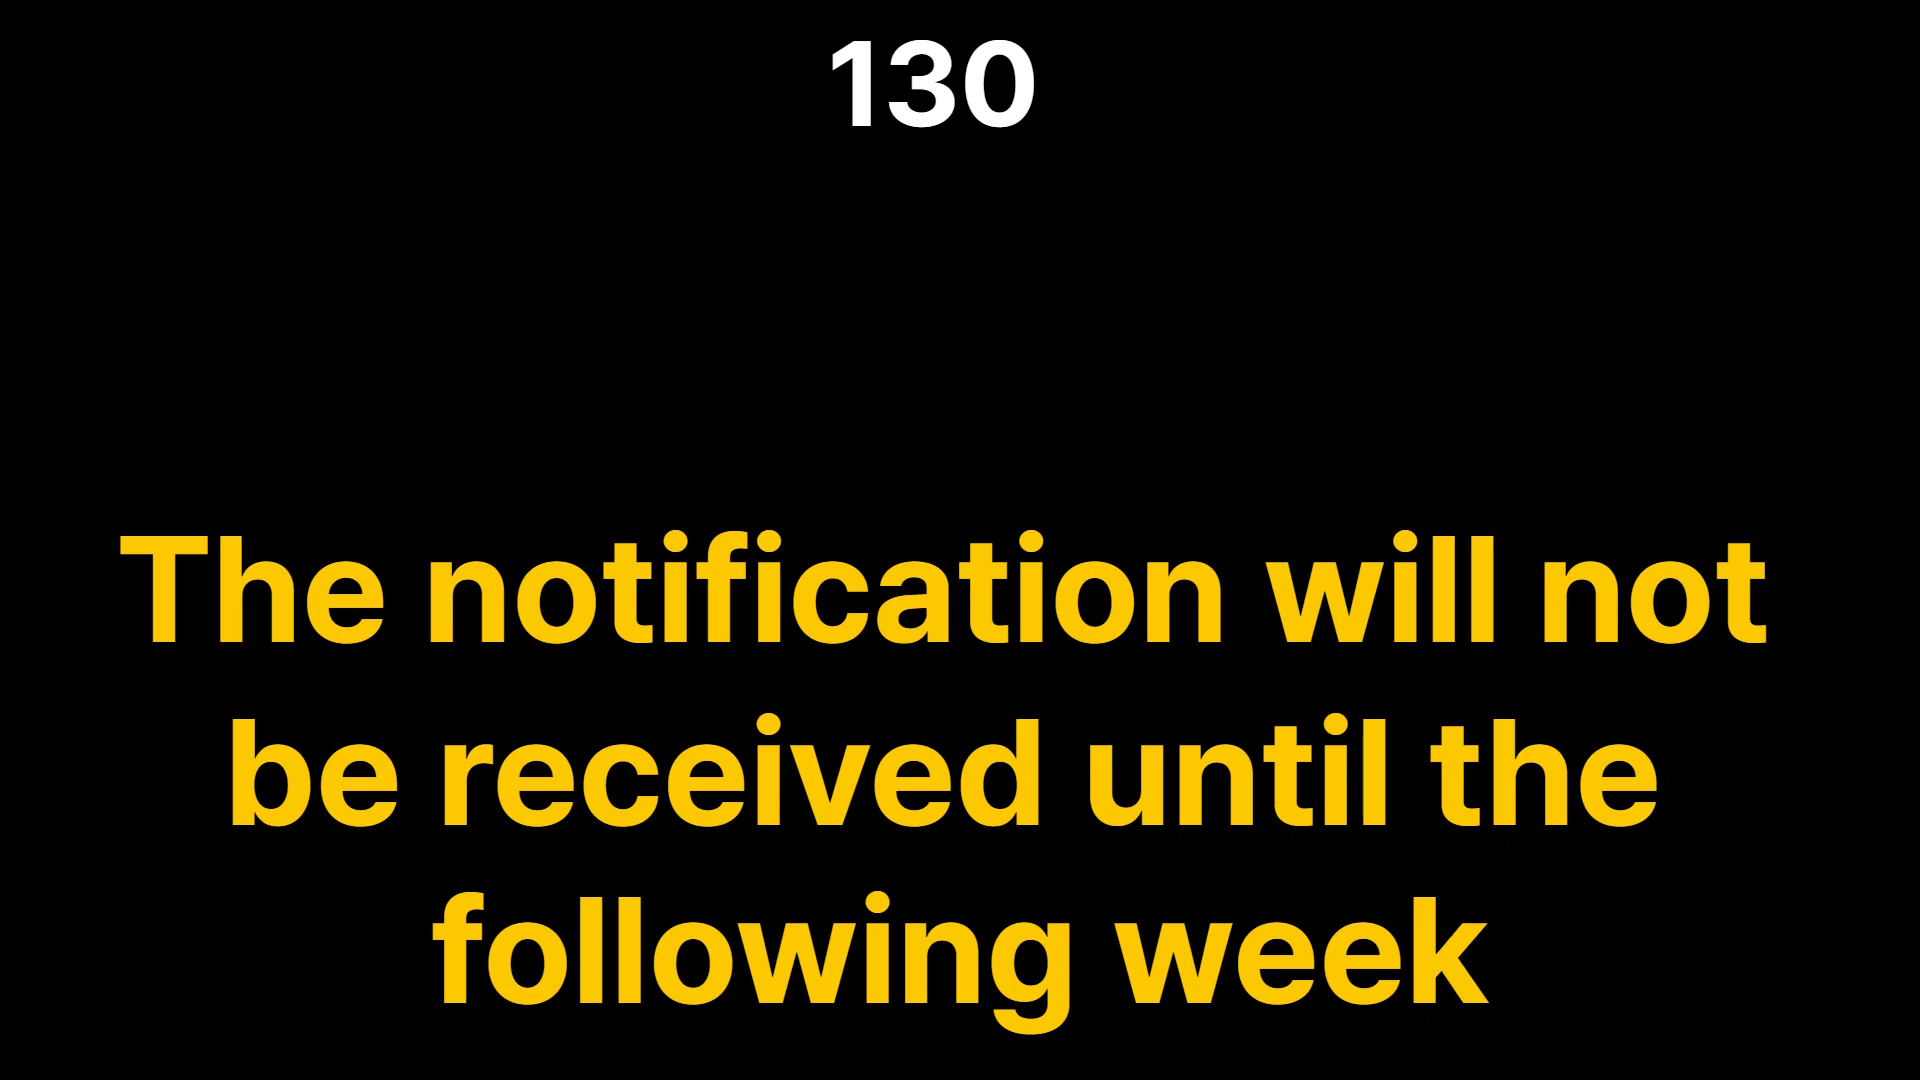 130
The notification will not
be received until the
following week